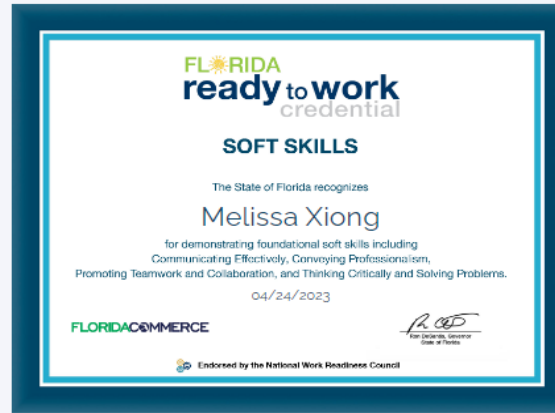 FLORIDA
ready to work
credential
SOFT SKILLS
The State of Florida recognizes
Melissa Xiong
for demonstrating foundational soft skills including
Communicating Effectively, Conveying Professionalism,
Promoting Teamwork and Collaboration, and Thinking Critically and Solving Problems.
04/24/2023
FLORIDACOMMERCE
Ron DeSantis, Governor
State of Florida
Endorsed by the National Work Readiness Council